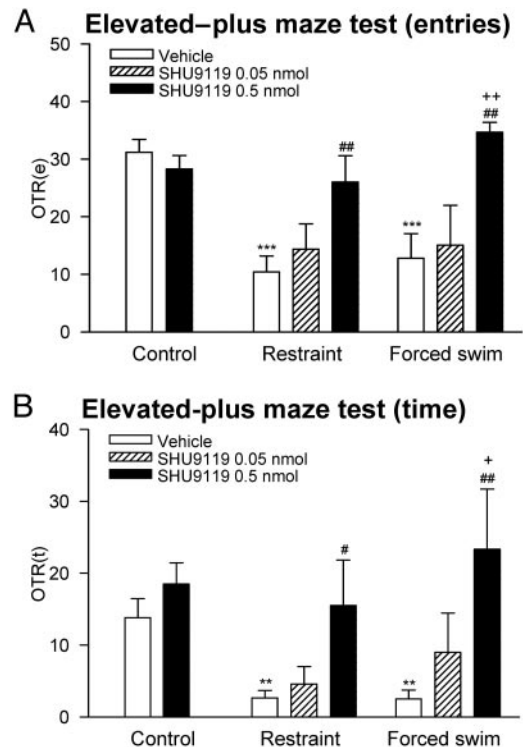 A
Elevated–plus maze test (entries)
Vehicle
SHU9119 0.05 nmol
SHU9119 0.5 nmol
OTR(e)
60
50
40
30
20
10
0
***
##
***
++
##
Control Restraint Forced swim
B
Elevated-plus maze test (time)
Vehicle
SHU9119 0.05 nmol
SHU9119 0.5 nmol
OTR(t)
40
30
20
10
0
**
#
**
+
##
Control Restraint Forced swim